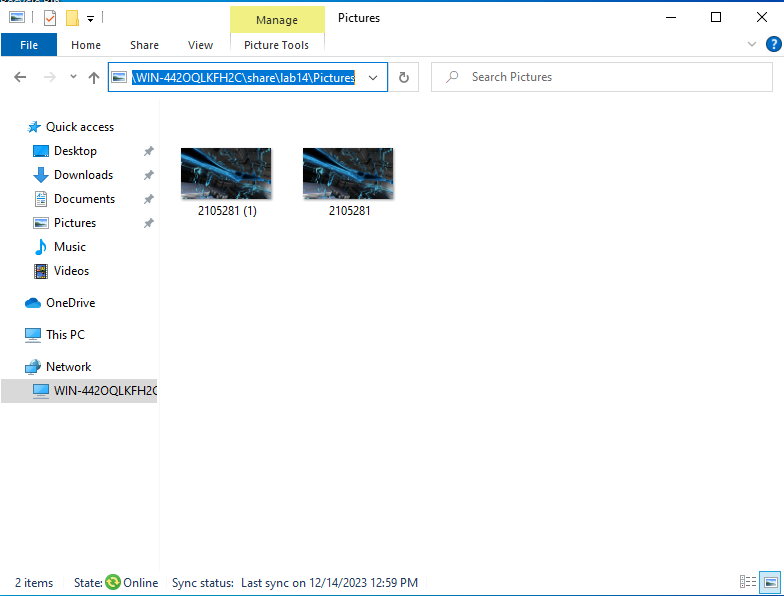 Manage
Pictures
File
Home
Share
View
Picture Tools
\WIN-442OQLKFH2C\share\lab14\Pictures
Search Pictures
Quick access
Desktop
Downloads
Documents
Pictures
Music
Videos
OneDrive
This PC
Network
WIN-442OQLKFH2C
2105281 (1)
2105281
2 items
State:
Online
Sync status:
Last sync on 12/14/2023 12:59 PM